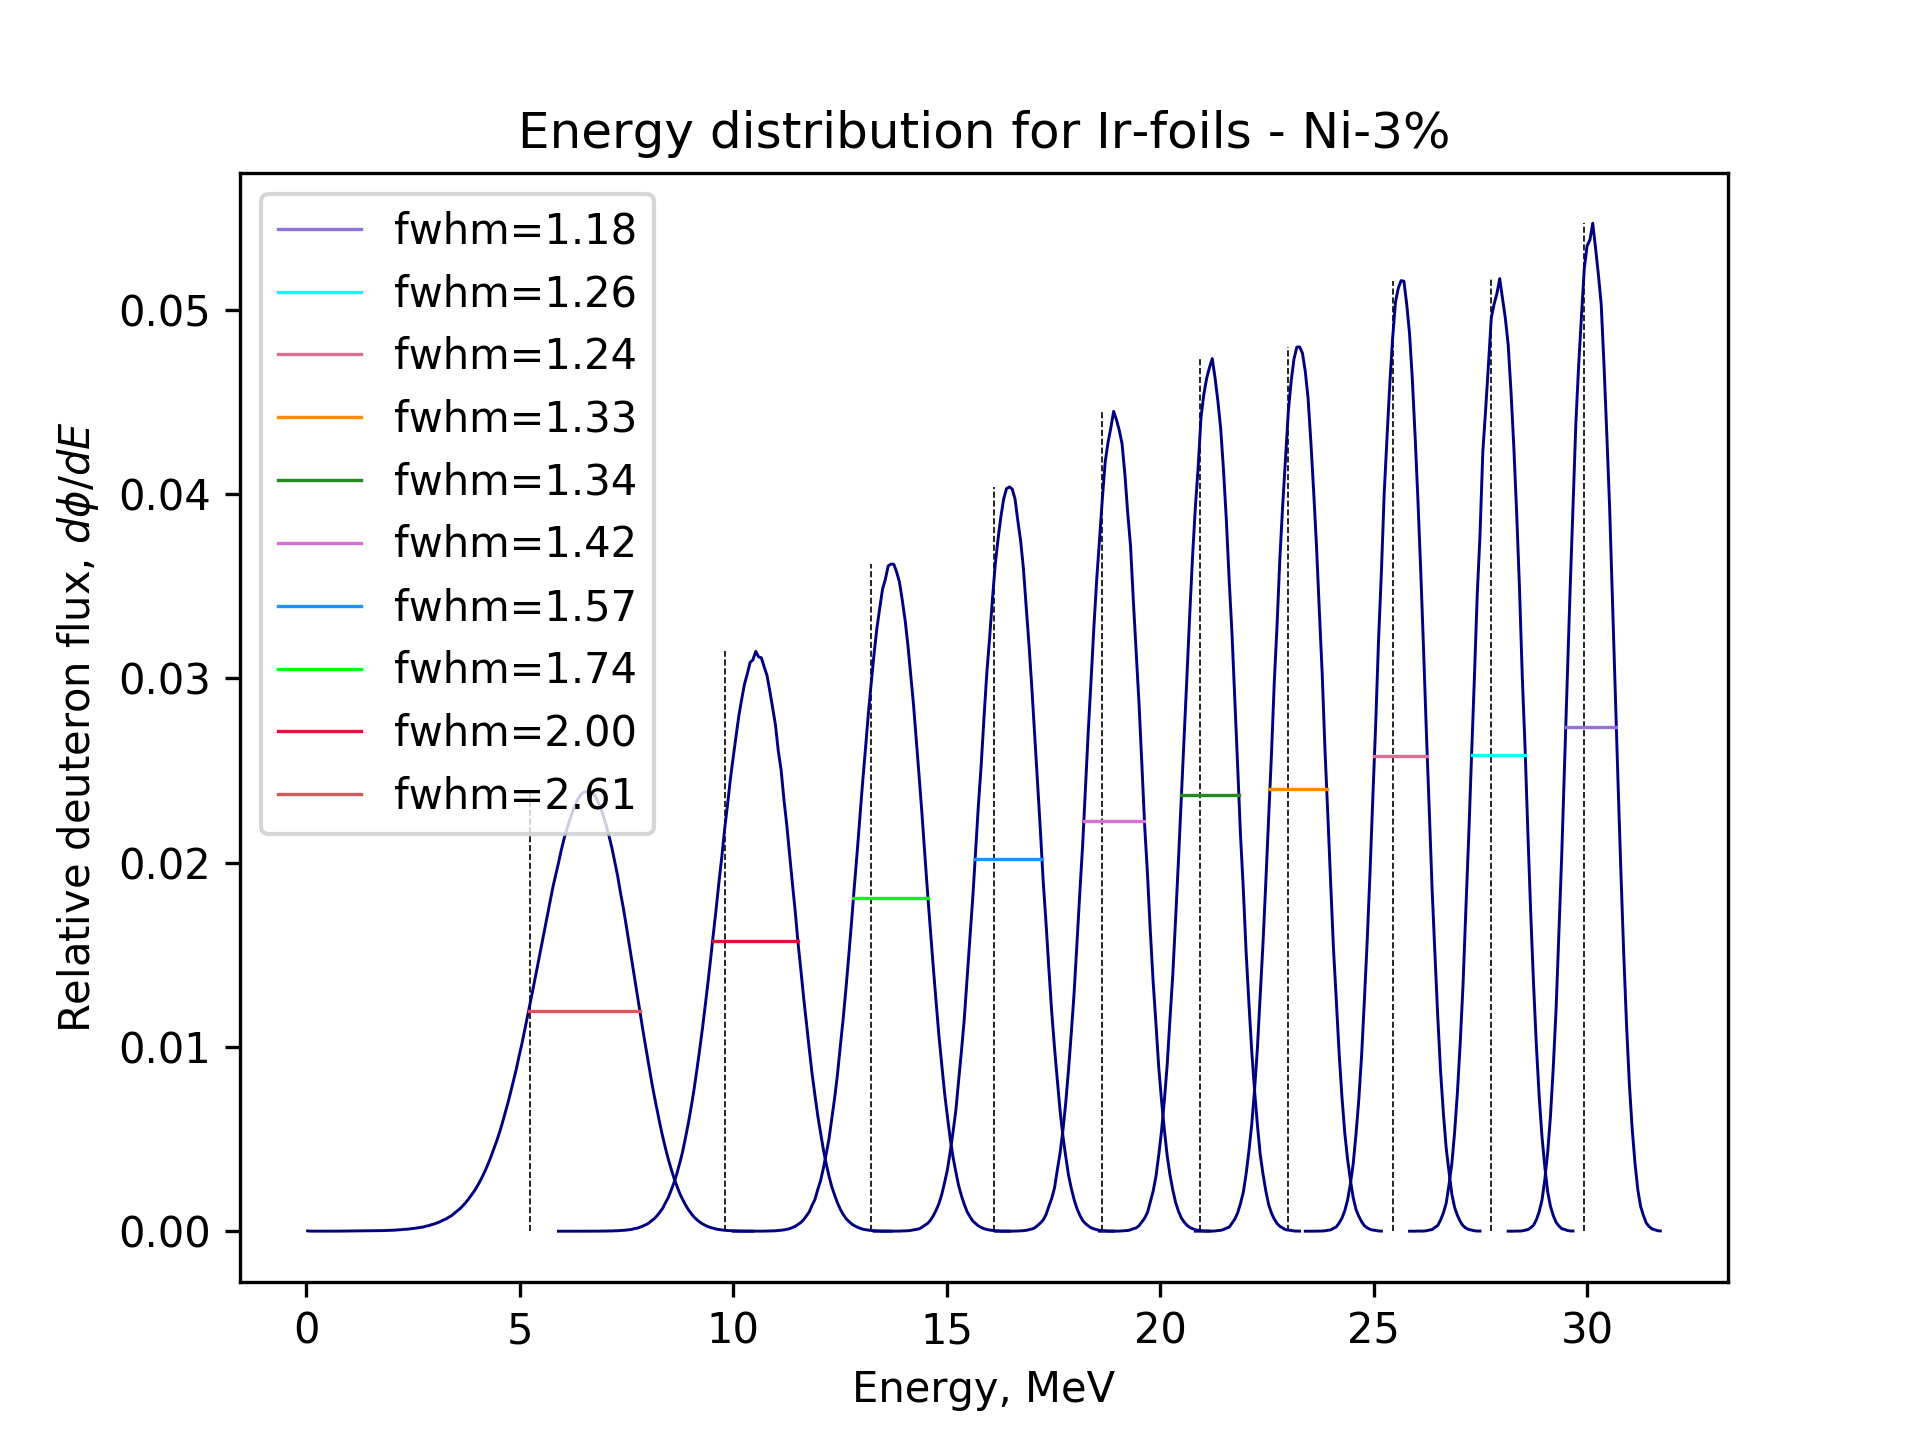 Energy distribution for Ir-foils - Ni-3%
fwhm=1.18
fwhm=1.26
fwhm=1.24
fwhm=1.33
fwhm=1.34
fwhm=1.42
fwhm=1.57
fwhm=1.74
fwhm=2.00
fwhm=2.61
Relative deuteron flux, dϕ/dE
0.05
0.04
0.03
0.02
0.01
0.00
0 5 10 15 20 25 30
Energy, MeV